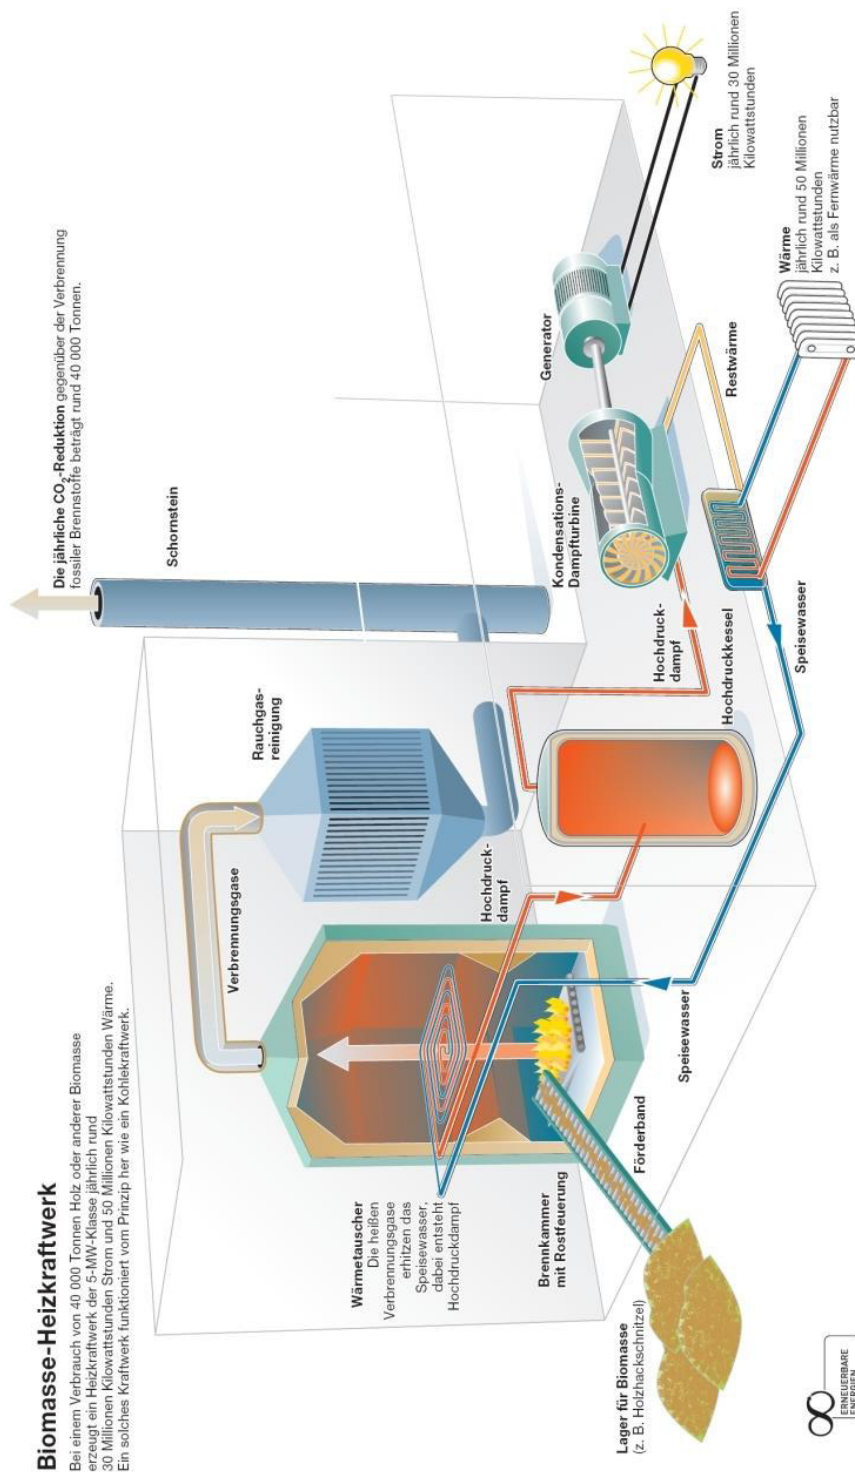 Biomasse-Heizkraftwerk
Bei einem Verbrauch von 40 000 Tonnen Holz oder anderer Biomasse
erzeugt ein Heizkraftwerk der 5-MW-Klasse jährlich rund
30 Millionen Kilowattstunden Strom und 50 Millionen Kilowattstunden Wärme.
Ein solches Kraftwerk funktioniert vom Prinzip her wie ein Kohlekraftwerk.
Die jährliche CO2-Reduktion gegenüber der Verbrennung
fossiler Brennstoffe beträgt rund 40 000 Tonnen.
Schornstein
Verbrennungsgase
Rauchgas-
reinigung
Wärmetauscher
Die heißen
Verbrennungsgase
erhitzen das
Speisewasser,
dabei entsteht
Hochdruckdampf
Hochdruck-
dampf
Kondensations-
Dampfturbine
Generator
Brennkammer
mit Rostfeuerung
Förderband
Hochdruck-
dampf
Hochdruckkessel
Strom
jährlich rund 30 Millionen
Kilowattstunden
Restwärme
Speisewasser
Speisewasser
Wärme
jährlich rund 50 Millionen
Kilowattstunden
z. B. als Fernwärme nutzbar
Lager für Biomasse
(z. B. Holzhackschnitzel)
ERNEUERBARE
ENERGIEN